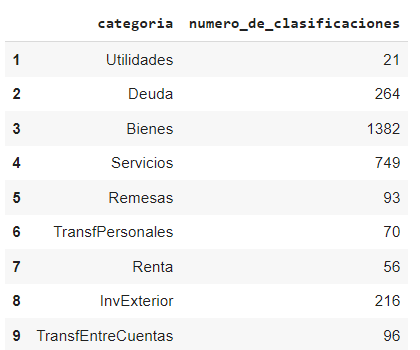 categoria numero_de_clasificaciones
1 Utilidades 21
2 Deuda 264
3 Bienes 1382
4 Servicios 749
5 Remesas 93
6 TransfPersonales 70
7 Renta 56
8 InvExterior 216
9 TransfEntreCuentas 96